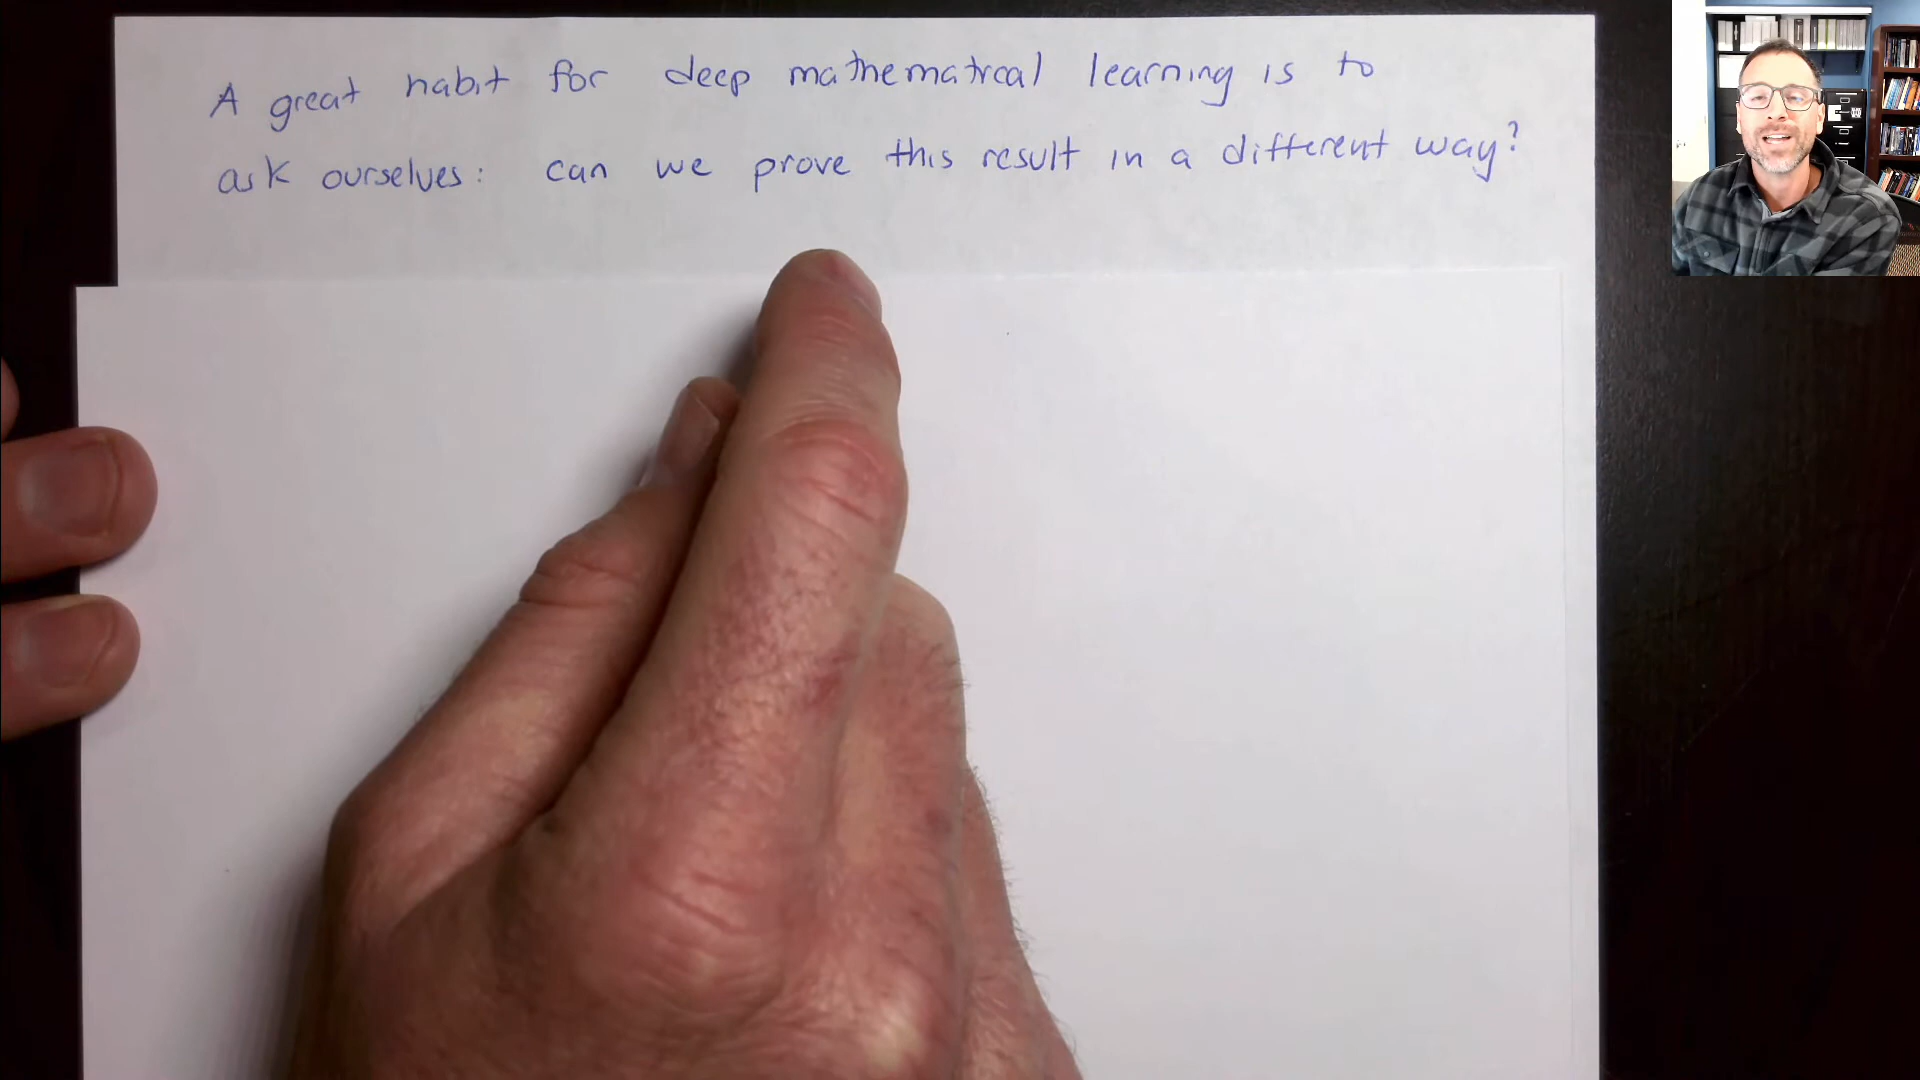 A great habit for deep mathematical learning is to
ask ourselves: can we prove this result in a different way?